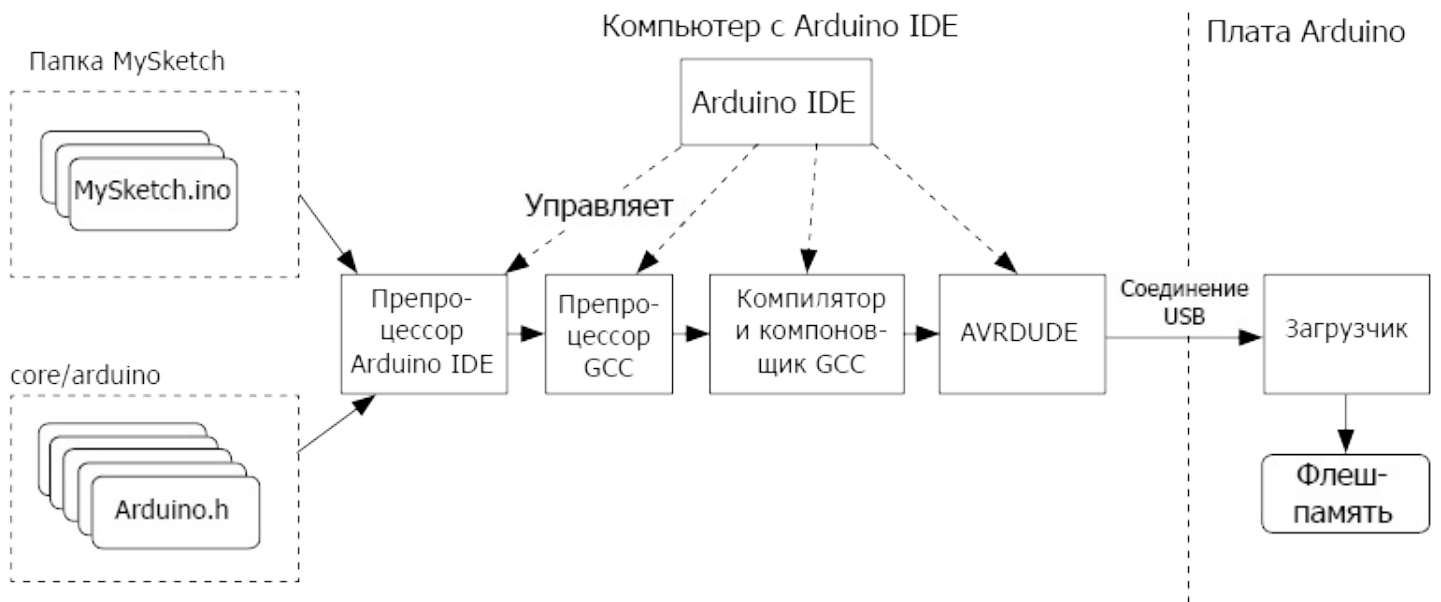 Компьютер с Arduino IDE
Плата Arduino
Папка MySketch
Arduino IDE
MySketch.ino
Управляет
Препро-
цессор
Arduino IDE
Препро-
цессор
GCC
Компилятор
и компонов-
щик GCC
AVRDUDE
Соединение
USB
Загрузчик
core/arduino
Arduino.h
Флеш-
память